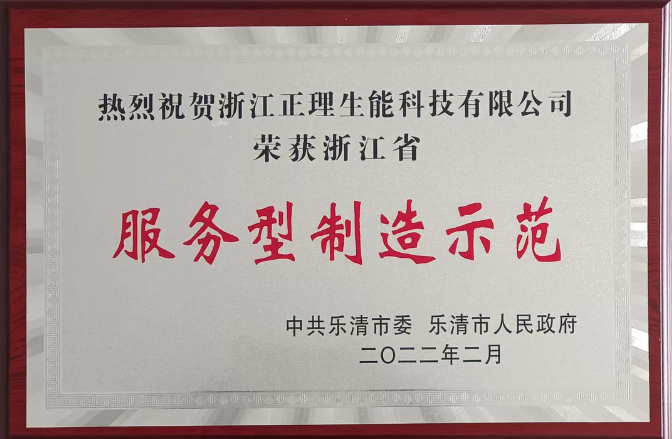 热烈祝贺浙江正理生能科技有限公司
荣获浙江省
服务型制造示范
中共乐清市委 乐清市人民政府
二〇二二年二月